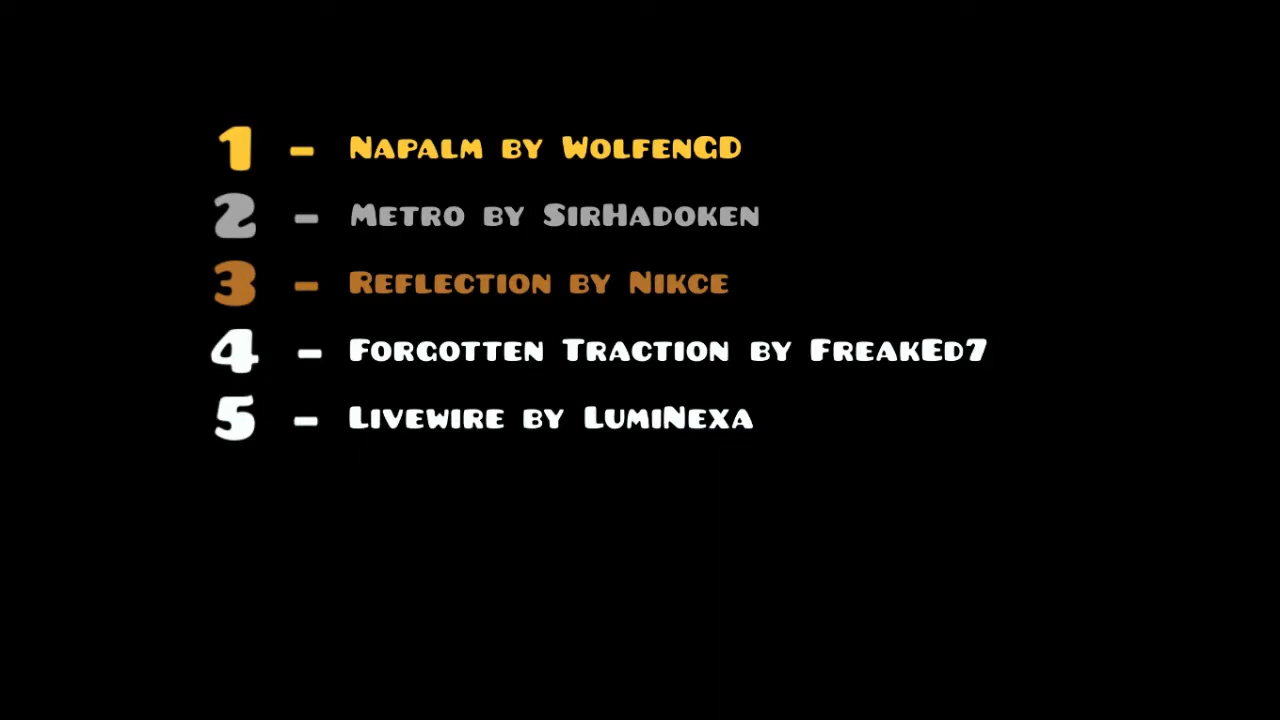 1 - Napalm by WolfenGD
2 - Metro by SirHadoken
3 - Reflection by Nikce
4 - Forgotten Traction by FreakEd7
5 - Livewire by LumiNexa